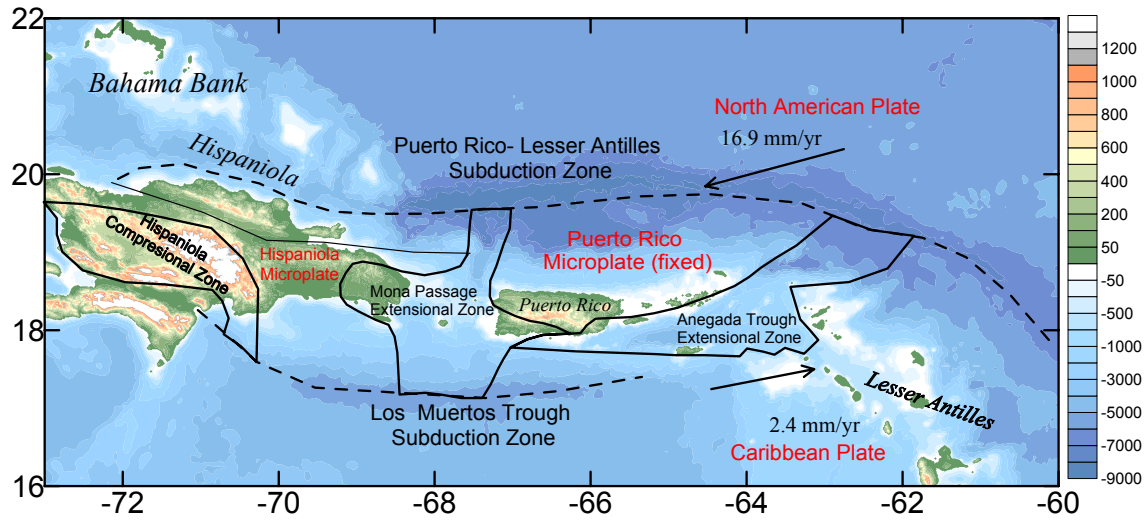 22
20
18
16
-72
-70
-68
-66
-64
-62
-60
Bahama Bank
Hispaniola
North American Plate
16.9 mm/yr
Puerto Rico- Lesser Antilles
Subduction Zone
Hispaniola
Compresional Zone
Hispaniola
Microplate
Puerto Rico
Microplate (fixed)
Mona Passage
Extensional Zone
Puerto Rico
Anegada Trough
Extensional Zone
Los Muertos Trough
Subduction Zone
Lesser Antilles
2.4 mm/yr
Caribbean Plate
1200
1000
800
600
400
200
50
-50
-500
-1000
-3000
-5000
-7000
-9000